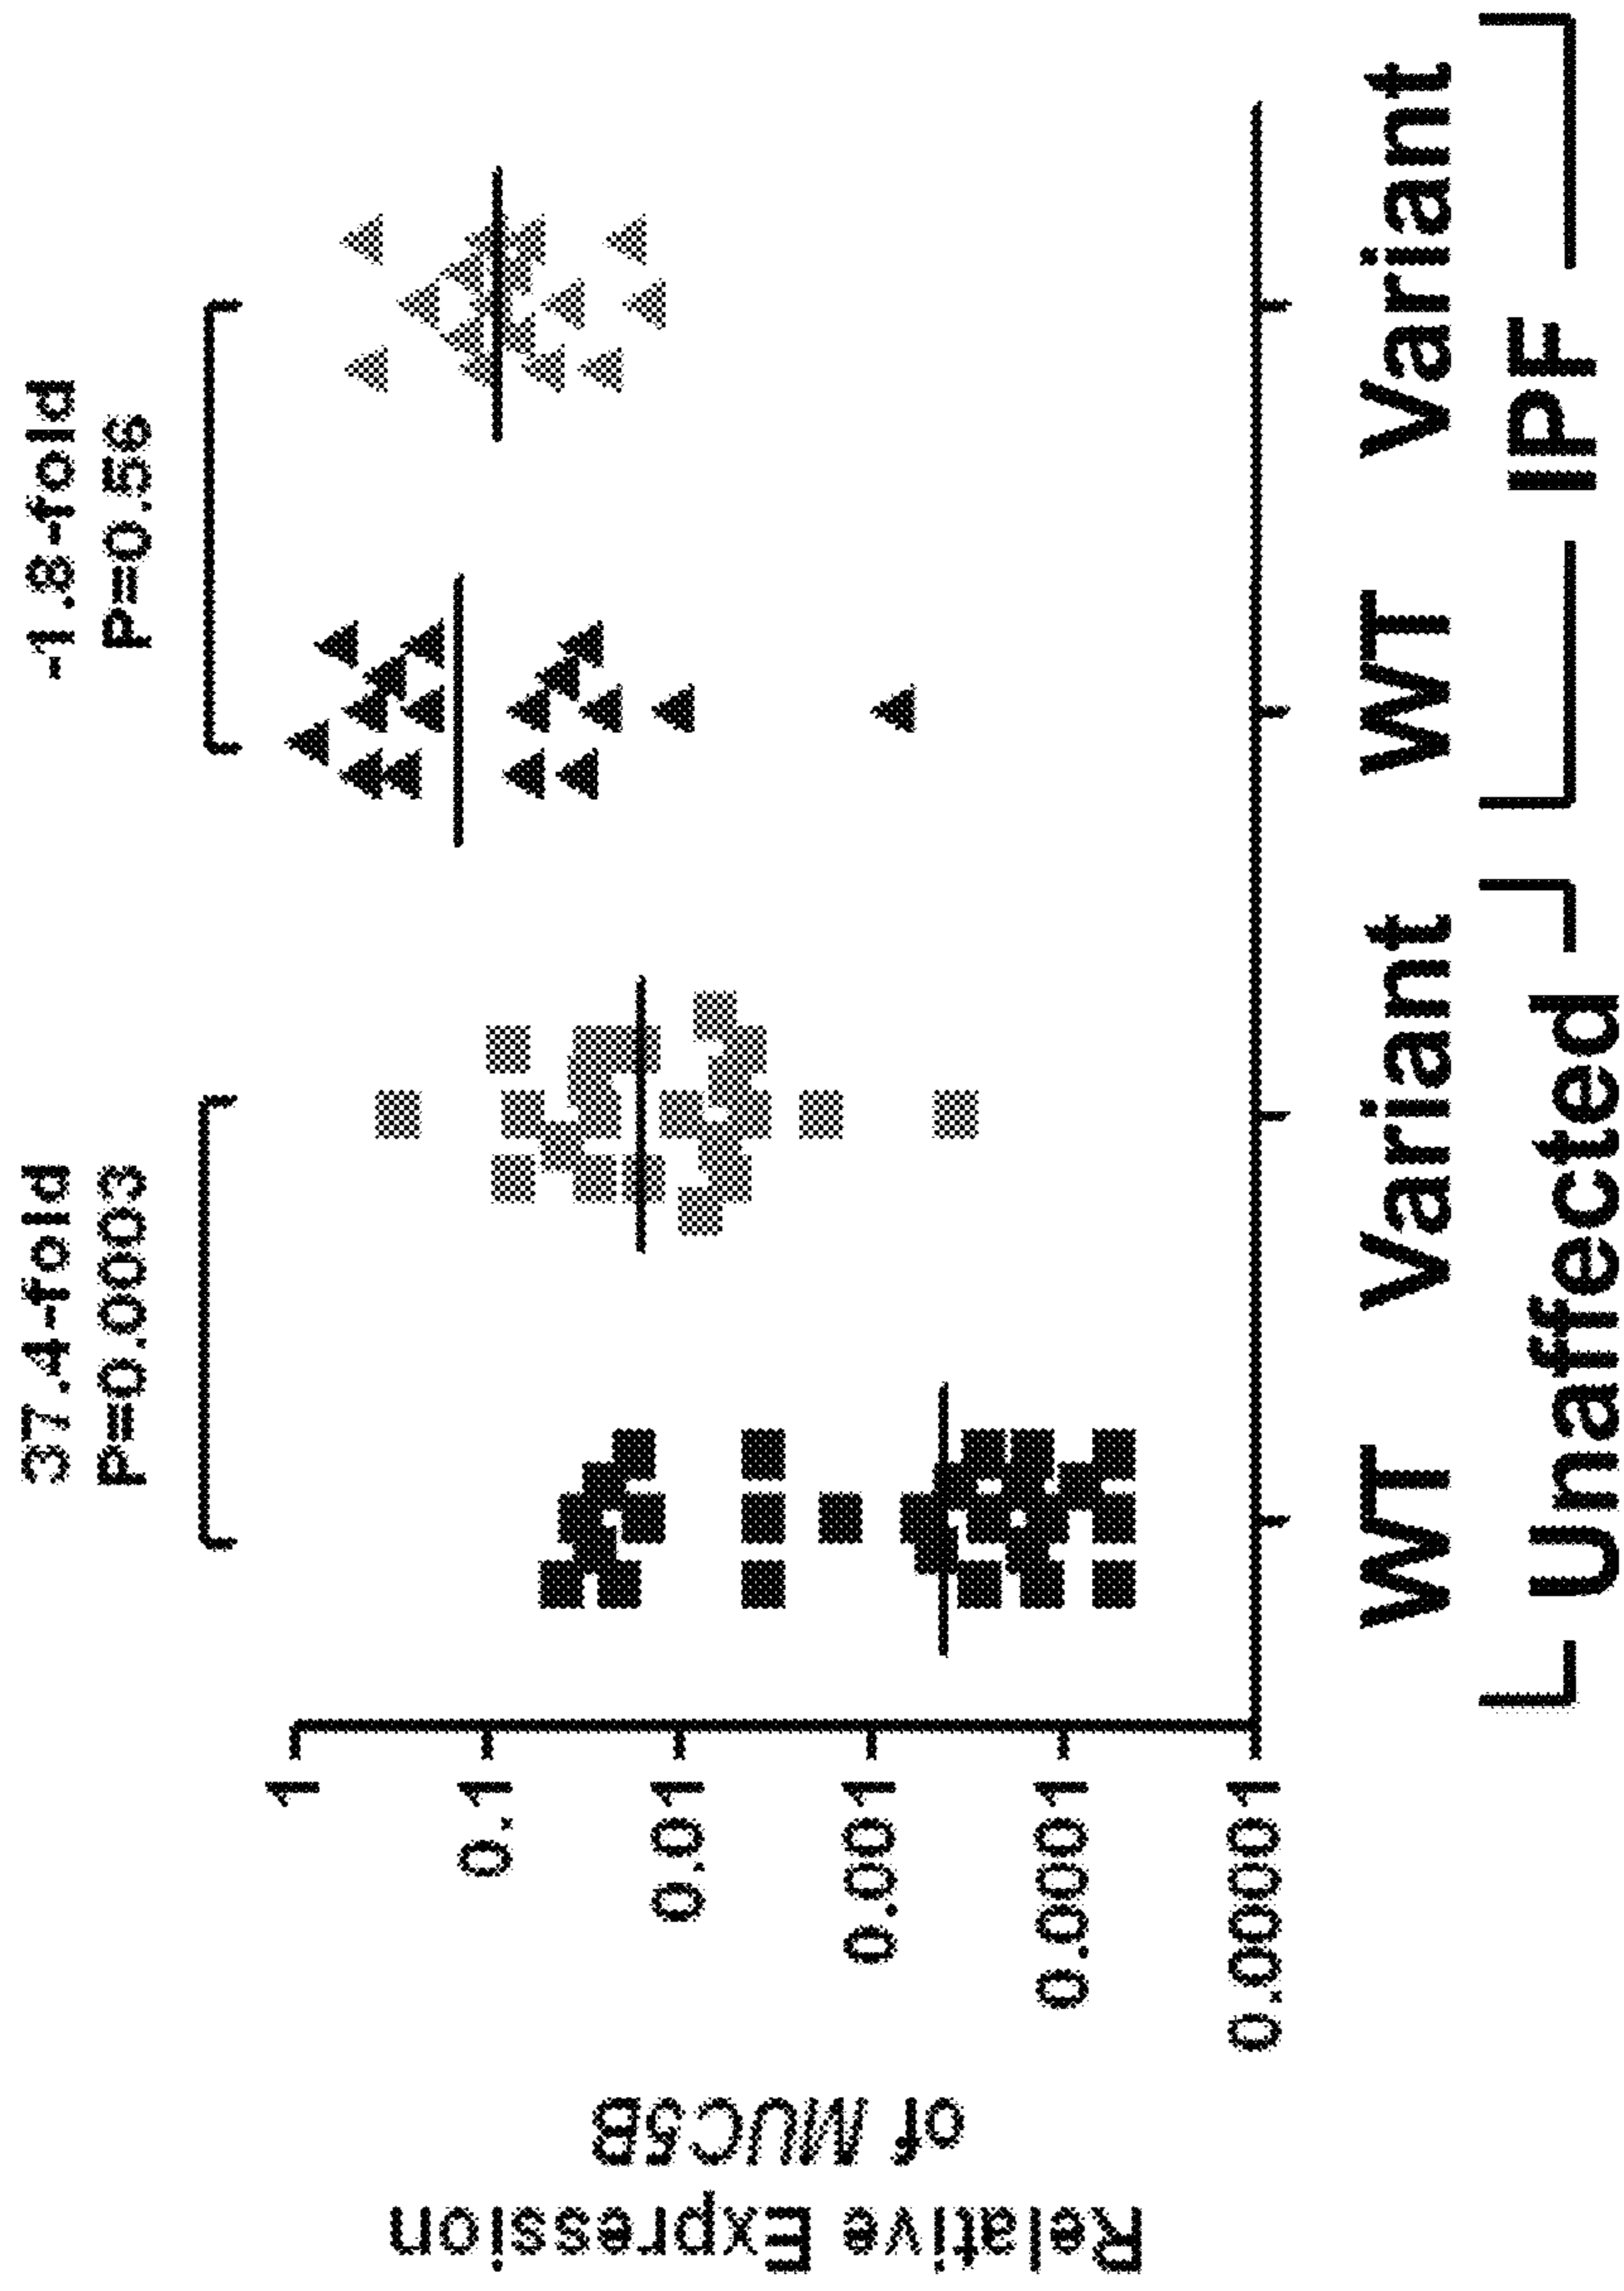 37.4-fold
P=0.0003
-1.8-fold
P=0.56
Relative Expression
of MUC5B
1
0.1
0.01
0.001
0.0001
0.00001
WT Variant WT Variant
Unaffected IPF